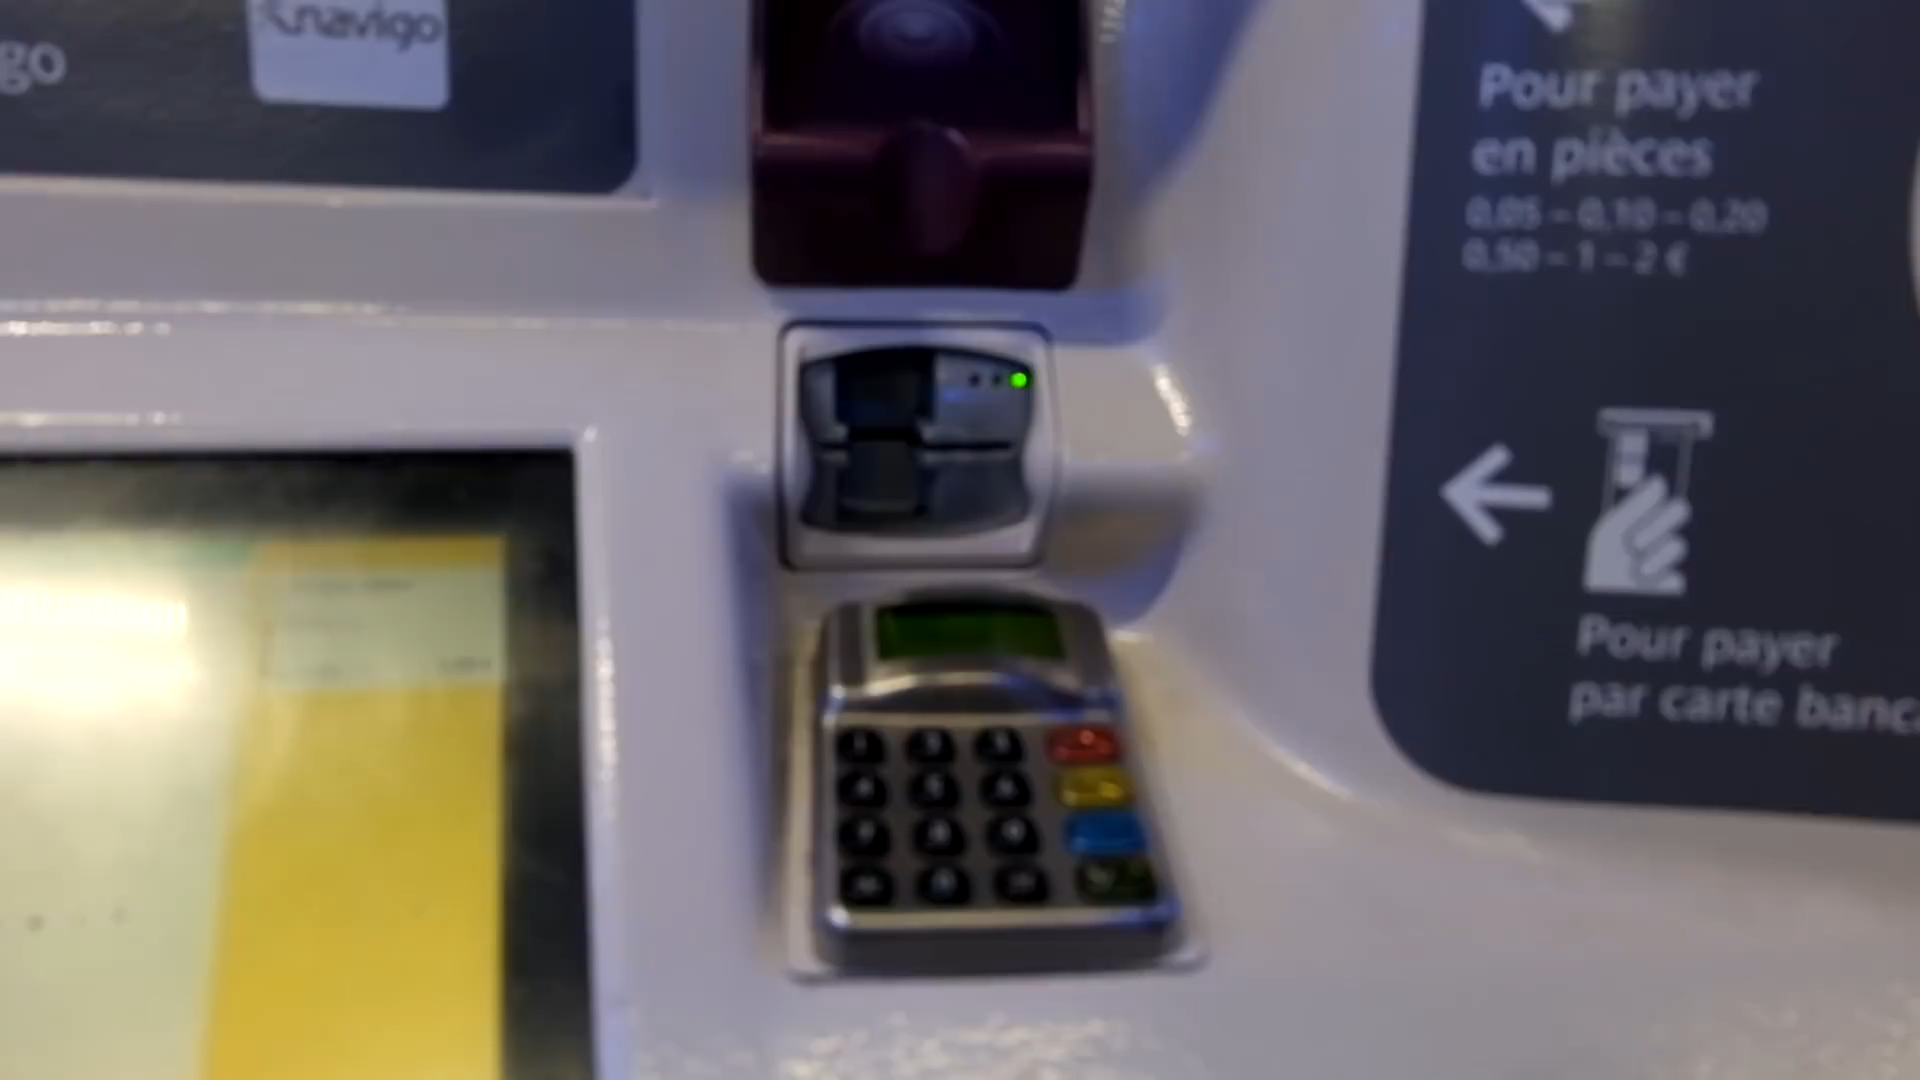 navigo
go
Pour payer
en pièces
0,05 – 0,10 – 0,20
0,50 – 1 – 2 €
Pour payer
par carte banca